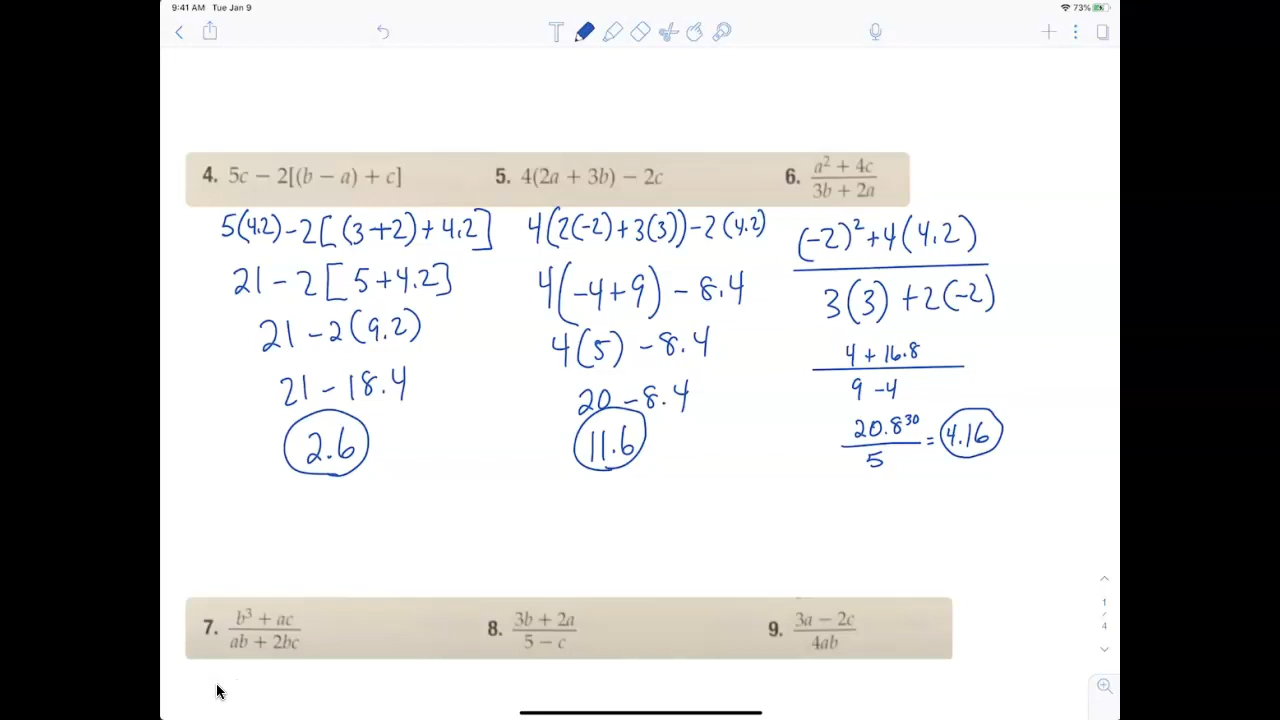 9:41 AM Tue Jan 9
73%
4. 5c − 2[(b − a) + c]
5. 4(2a + 3b) − 2c
6. a² + 4c
3b + 2a
5(4.2)-2[(3+2)+4.2]
21 - 2[5+4.2]
21 - 2(9.2)
21 - 18.4
2.6
4(2(-2)+3(3))-2(4.2)
4(-4+9) - 8.4
4(5) - 8.4
20 - 8.4
11.6
(-2)²+4(4.2)
3(3)+2(-2)
4+16.8
9-4
20.8³⁰
5
= 4.16
7. b³ + ac
ab + 2bc
8. 3b + 2a
5 − c
9. 3a − 2c
4ab
1
/
4